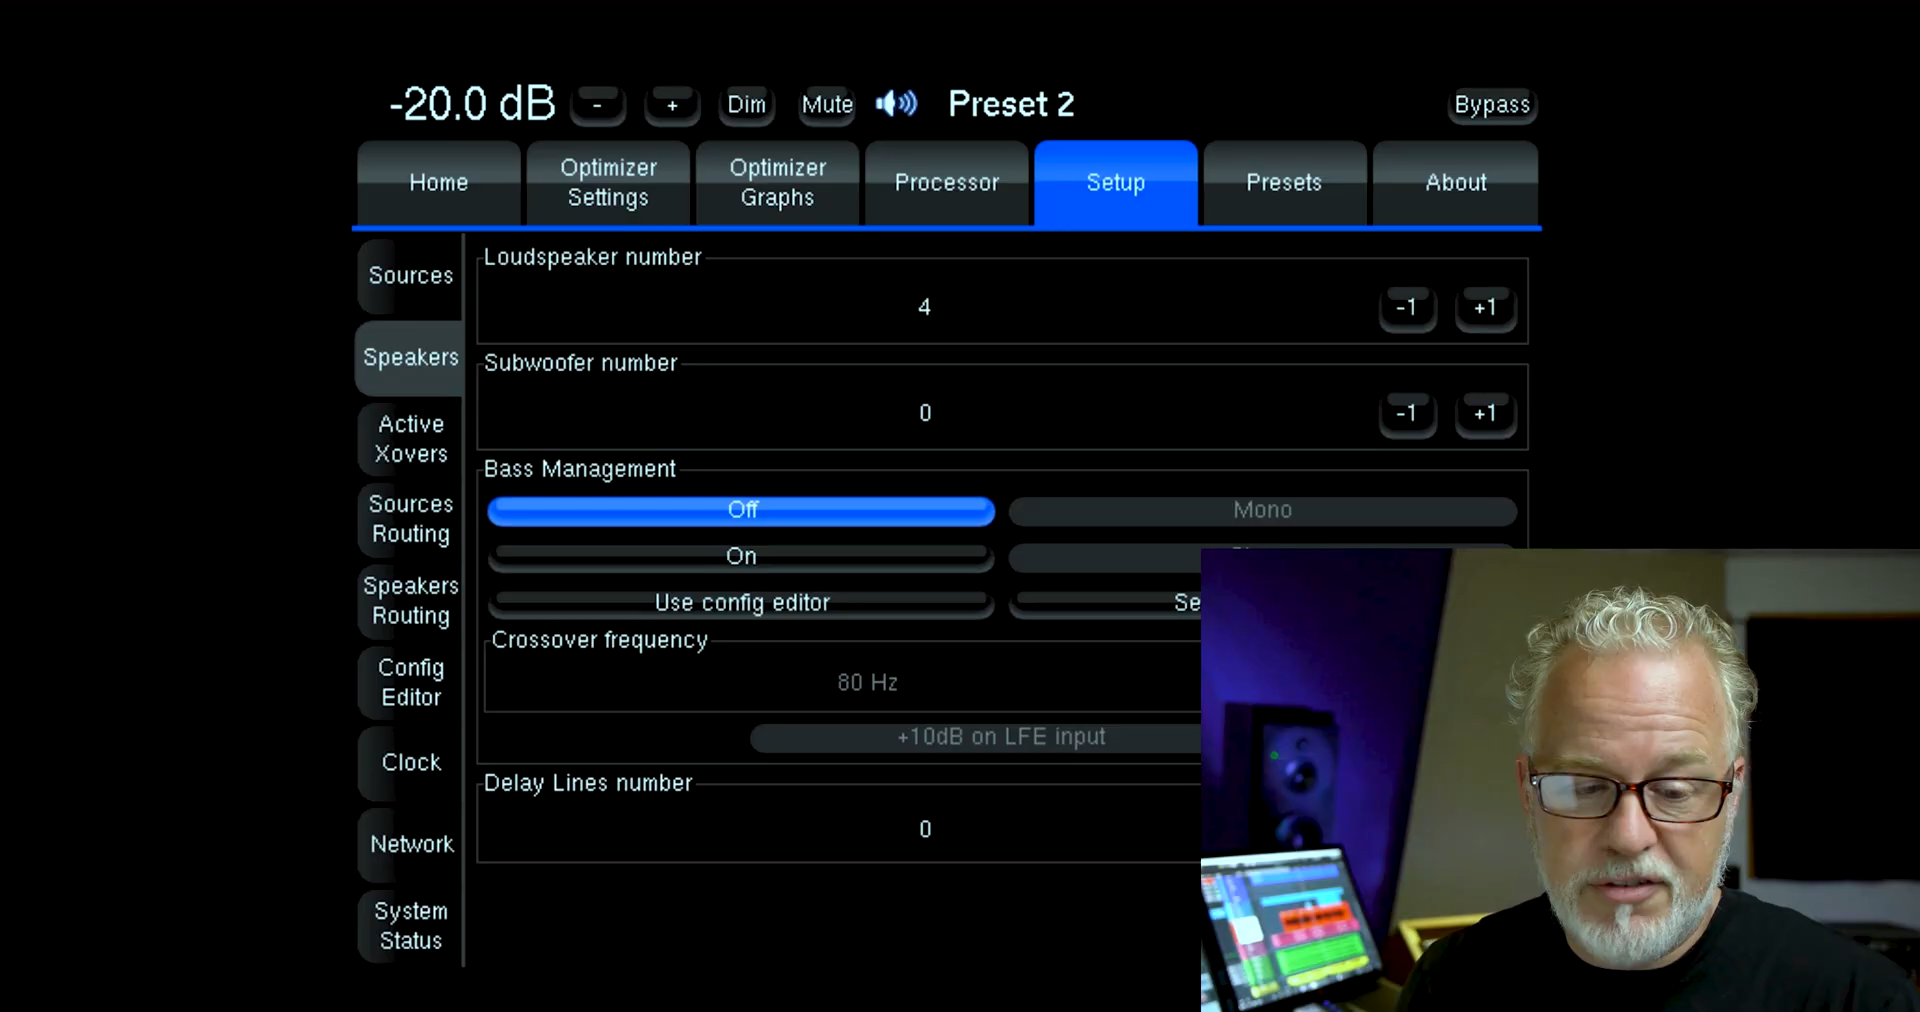 -20.0 dB - + Dim Mute Preset 2 Bypass
Home
Optimizer
Settings
Optimizer
Graphs
Processor
Setup
Presets
About
Sources
Speakers
Active
Xovers
Sources
Routing
Speakers
Routing
Config
Editor
Clock
Network
System
Status
Loudspeaker number
4 -1 +1
Subwoofer number
0 -1 +1
Bass Management
Off Mono
On
Use config editor Se
Crossover frequency
80 Hz
+10dB on LFE input
Delay Lines number
0